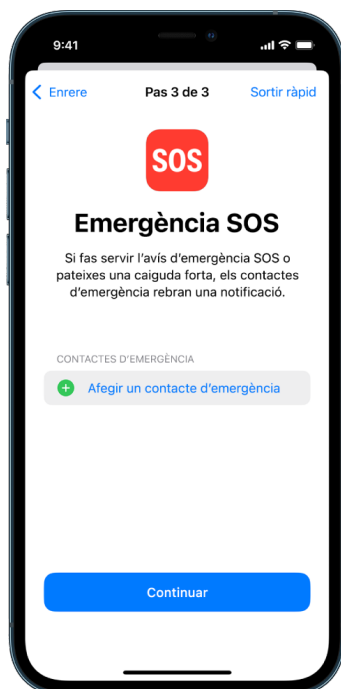 9:41
Enrere
Pas 3 de 3
Sortir ràpid
SOS
Emergència SOS
Si fas servir l'avís d'emergència SOS o
pateixes una caiguda forta, els contactes
d'emergència rebran una notificació.
CONTACTES D'EMERGÈNCIA
Afegir un contacte d'emergència
Continuar